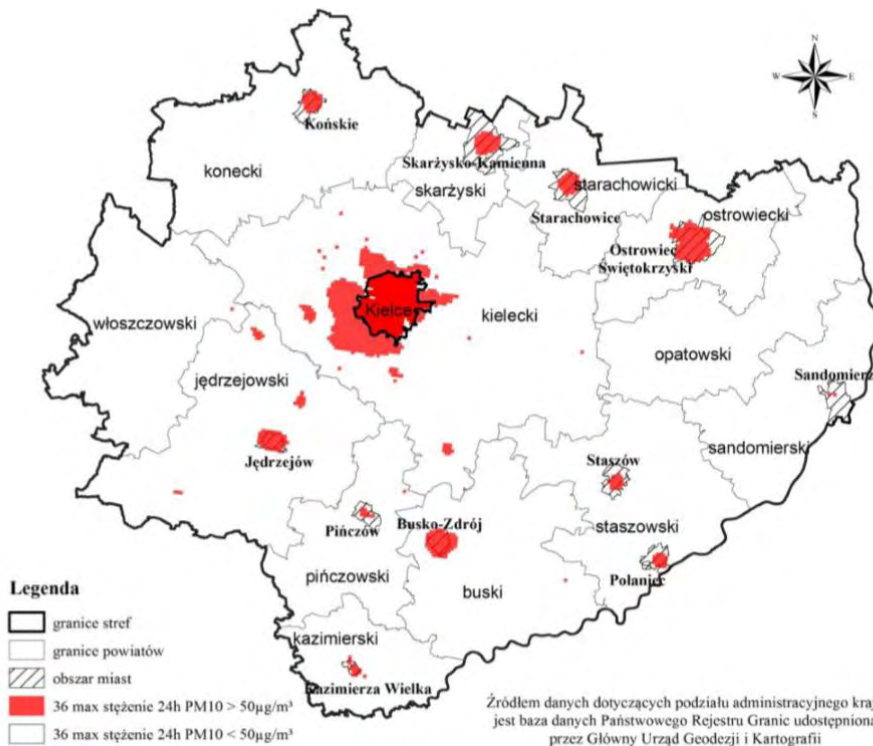 N
W E
S
Końskie
konecki
Skarżysko-Kamienna
skarżyski
starachowicki
Starachowice
ostrowiecki
Ostrowiec
Świętokrzyski
Kielce
kielecki
włoszczowski
opatowski
jędrzejowski
Sandomierz
sandomierski
Jędrzejów
Staszów
staszowski
Pińczów
Busko-Zdrój
pińczowski
buski
Połaniec
kazimierski
Kazimierza Wielka
Legenda
granice stref
granice powiatów
obszar miast
36 max stężenie 24h PM10 > 50µg/m³
36 max stężenie 24h PM10 < 50µg/m³
Źródłem danych dotyczących podziału administracyjnego kraj
jest baza danych Państwowego Rejestru Granic udostępniona
przez Główny Urząd Geodezji i Kartografii